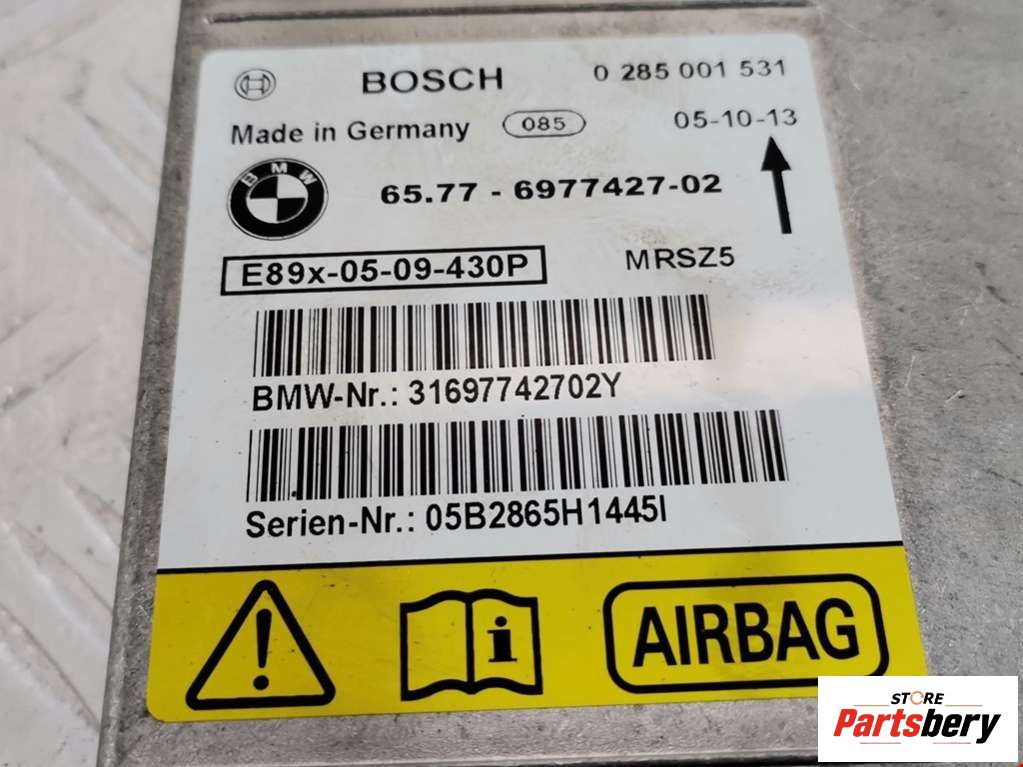 BOSCH 0 285 001 531
Made in Germany 085 05-10-13
BMW
65.77 - 6977427-02
E89x-05-09-430P MRSZ5
BMW-Nr.: 31697742702Y
Serien-Nr.: 05B2865H1445I
! i AIRBAG
STORE
Partsbery